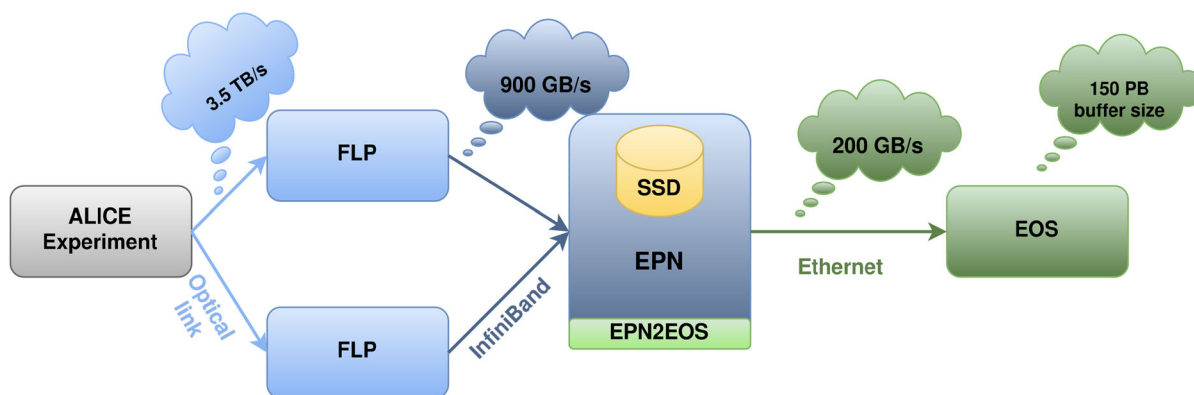 3.5 TB/s
900 GB/s
150 PB
buffer size
200 GB/s
FLP
SSD
ALICE
Experiment
EOS
EPN
Ethernet
Optical
link
InfiniBand
EPN2EOS
FLP